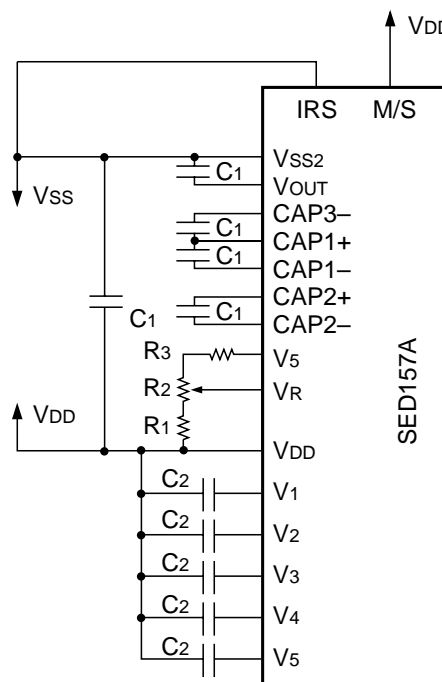 VDD
IRS M/S
VSS2
C1
VSS
VOUT
CAP3–
C1
CAP1+
C1
CAP1–
CAP2+
C1
C1
CAP2–
R3
V5
R2
VR
VDD
R1
VDD
SED157A
C2
V1
C2
V2
C2
V3
C2
V4
C2
V5